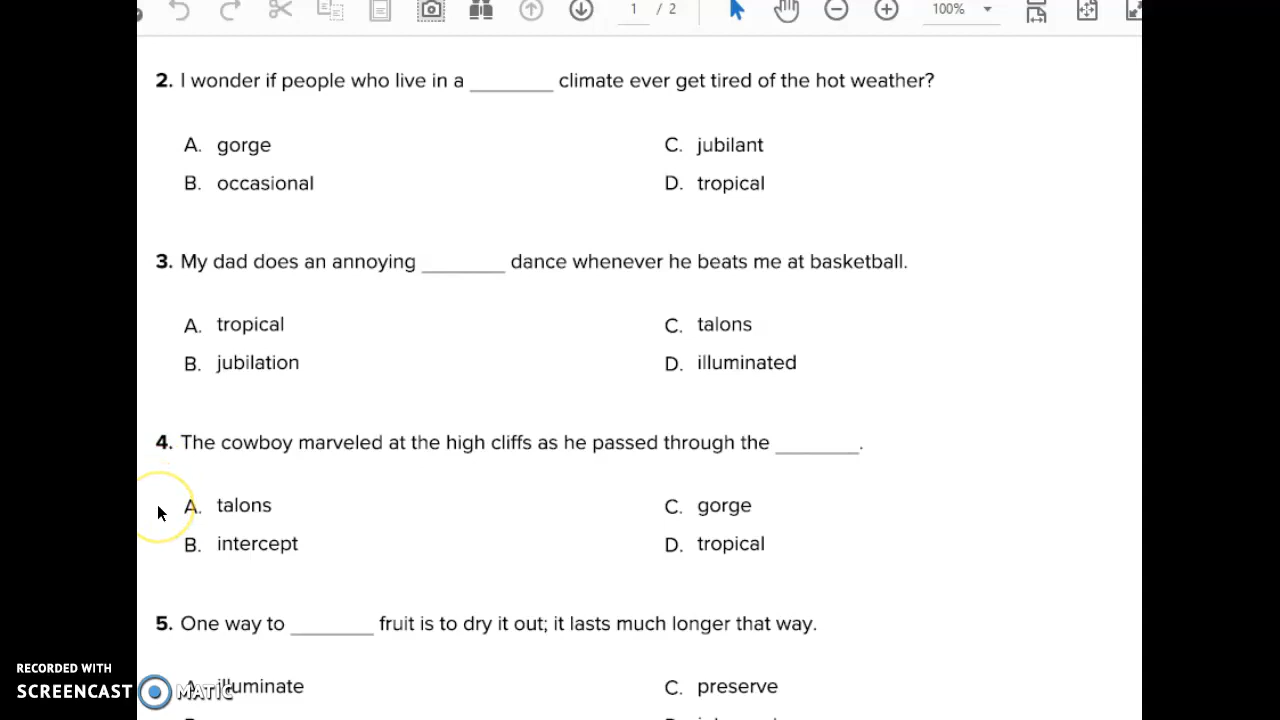 1 / 2 100%
2. I wonder if people who live in a ________ climate ever get tired of the hot weather?
A. gorge C. jubilant
B. occasional D. tropical
3. My dad does an annoying ________ dance whenever he beats me at basketball.
A. tropical C. talons
B. jubilation D. illuminated
4. The cowboy marveled at the high cliffs as he passed through the ________.
A. talons C. gorge
B. intercept D. tropical
5. One way to ________ fruit is to dry it out; it lasts much longer that way.
A. illuminate C. preserve
RECORDED WITH
SCREENCAST MATIC